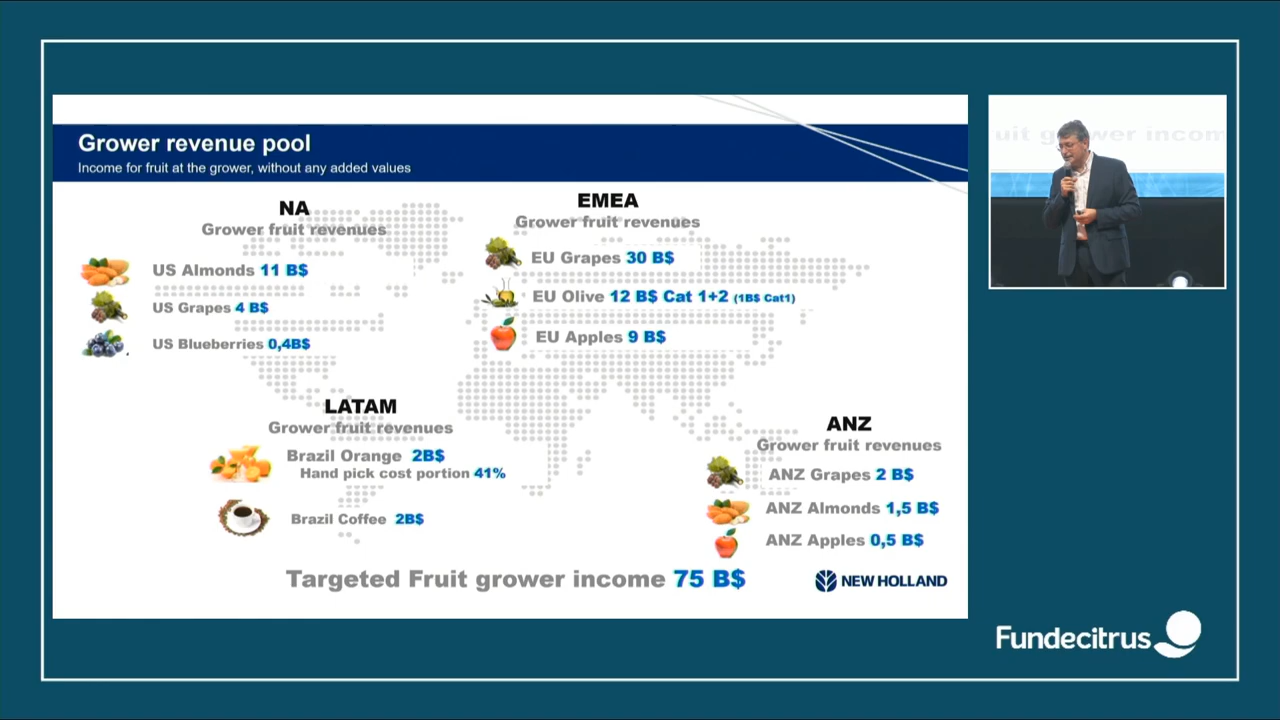 Grower revenue pool
Income for fruit at the grower, without any added values
NA
Grower fruit revenues
US Almonds 11 B$
US Grapes 4 B$
US Blueberries 0,4B$
EMEA
Grower fruit revenues
EU Grapes 30 B$
EU Olive 12 B$ Cat 1+2 (1B$ Cat1)
EU Apples 9 B$
LATAM
Grower fruit revenues
Brazil Orange 2B$
Hand pick cost portion 41%
Brazil Coffee 2B$
ANZ
Grower fruit revenues
ANZ Grapes 2 B$
ANZ Almonds 1,5 B$
ANZ Apples 0,5 B$
Targeted Fruit grower income 75 B$
NEW HOLLAND
uit grower incom
Fundecitrus